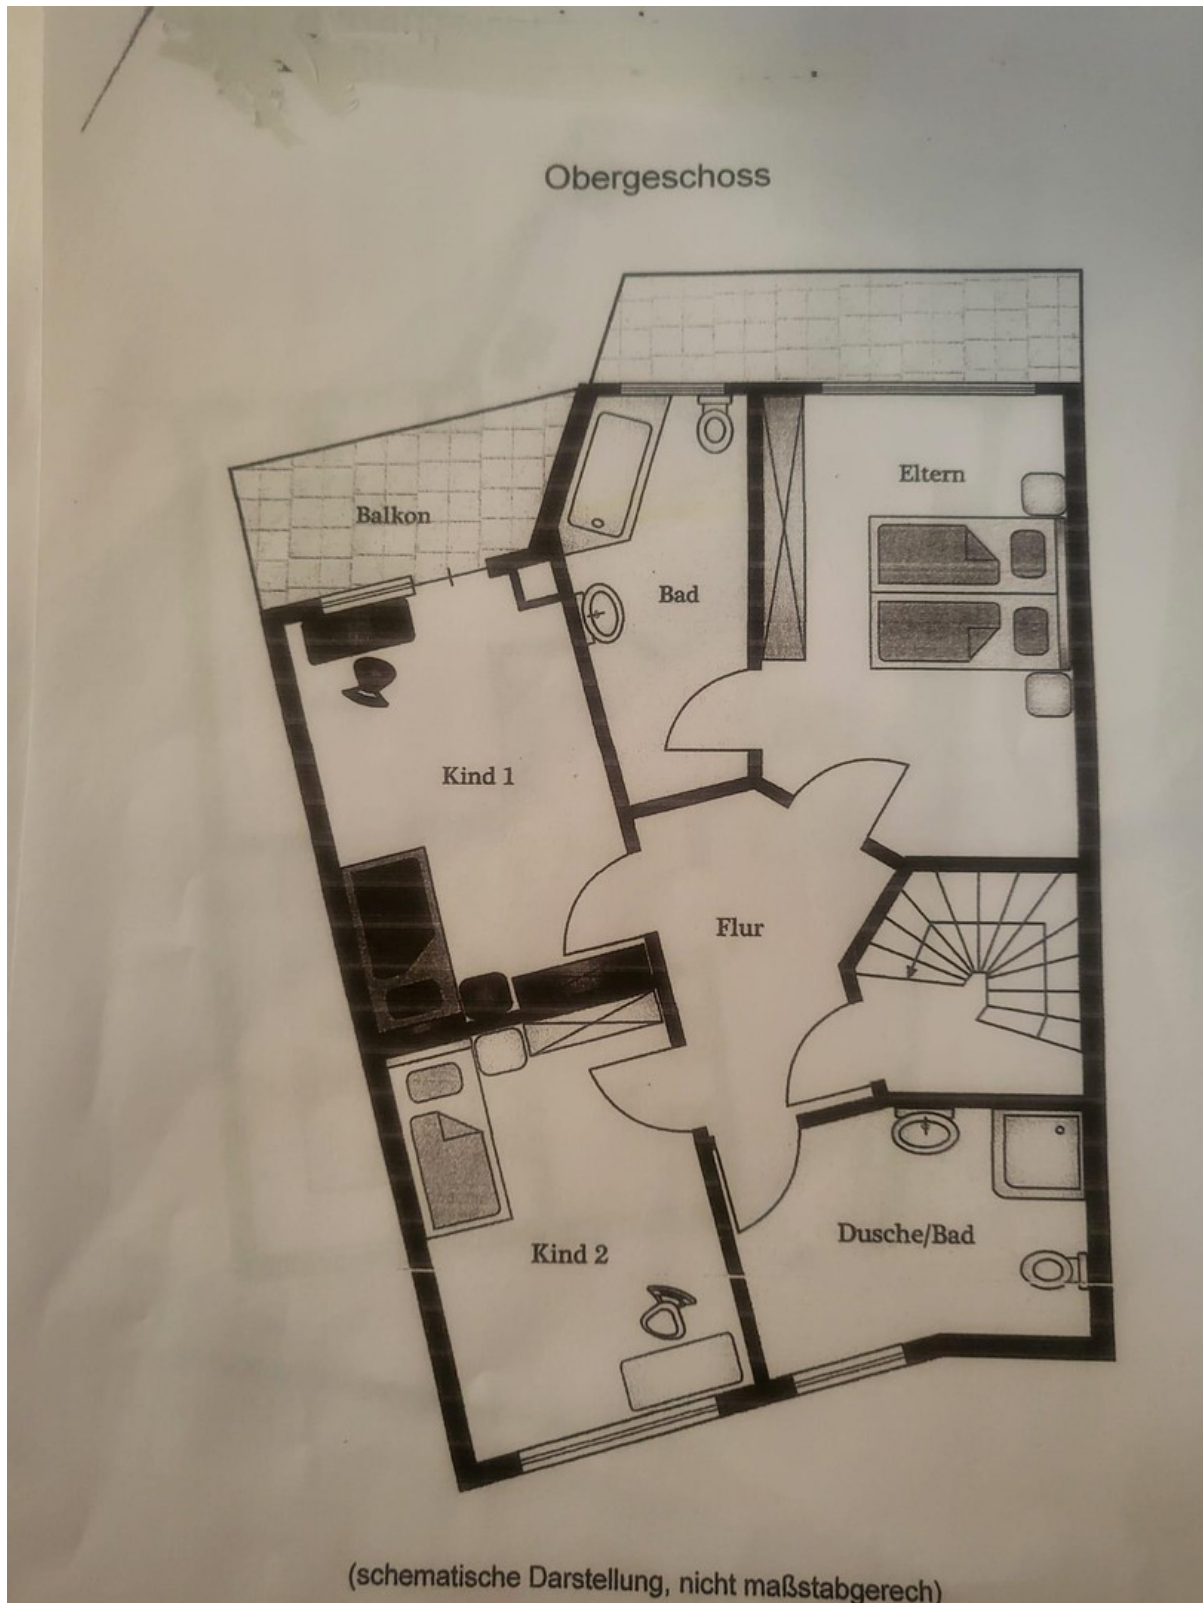 Obergeschoss
Eltern
Balkon
Bad
Kind 1
Flur
Dusche/Bad
Kind 2
(schematische Darstellung, nicht maßstabgerech)